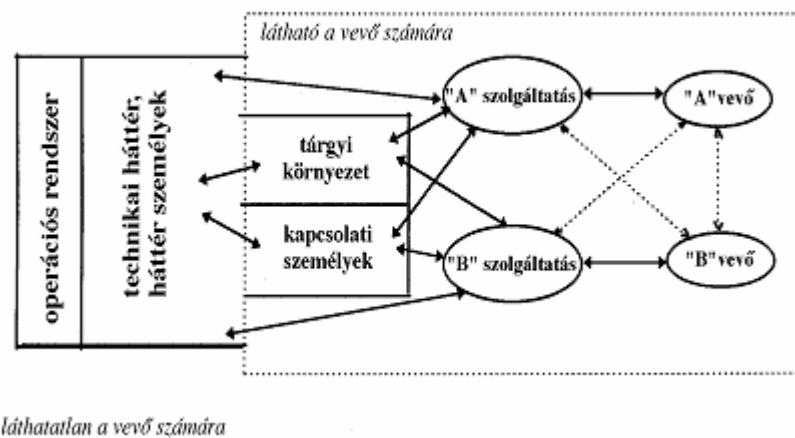 látható a vevő számára
operációs rendszer
technikai háttér,
háttér személyek
tárgyi
környezet
kapcsolati
személyek
"A" szolgáltatás
"A" vevő
"B" szolgáltatás
"B" vevő
láthatatlan a vevő számára